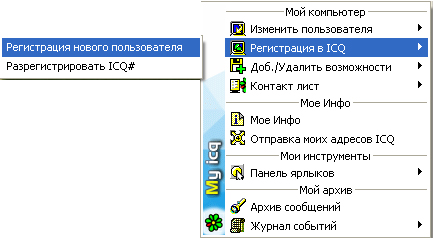 Мой компьютер
Изменить пользователя
Регистрация в ICQ
Регистрация нового пользователя
Разрегистрировать ICQ#
Доб./Удалить возможности
Контакт лист
Мое Инфо
Мое Инфо
Отправка моих адресов ICQ
Мои инструменты
Панель ярлыков
Мой архив
Архив сообщений
Журнал событий
My icq